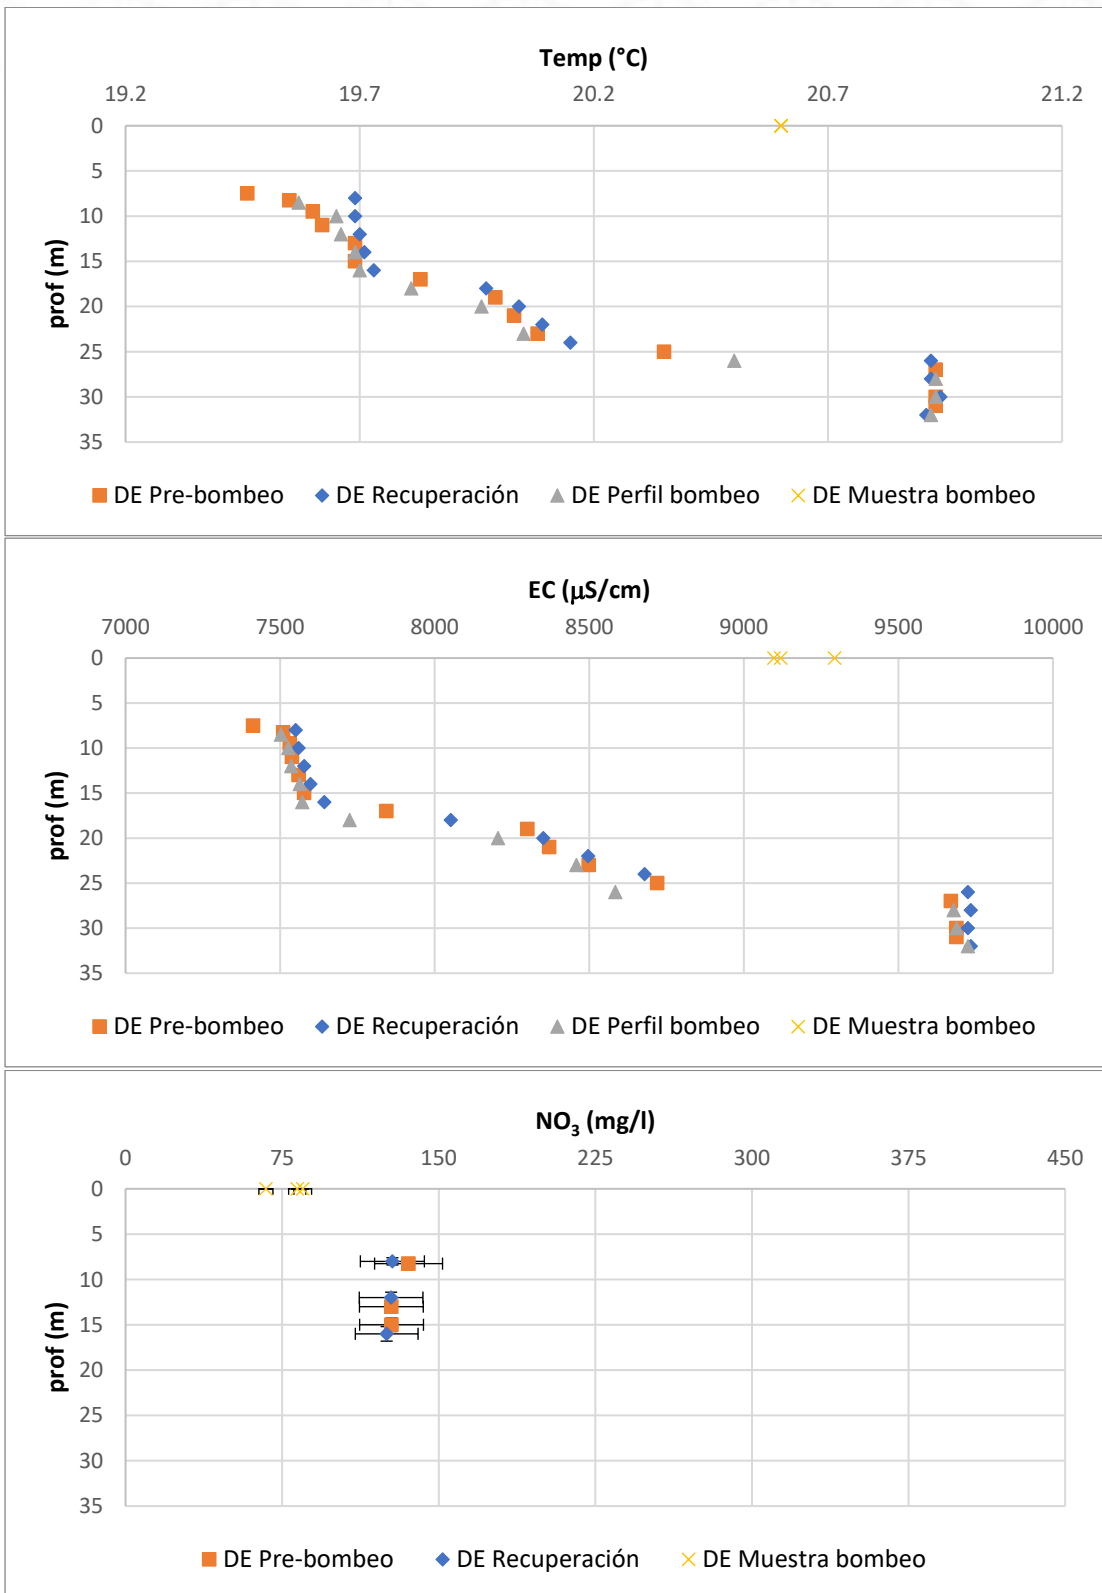 Temp (°C)
19.2 19.7 20.2 20.7 21.2
0
5
10
15
20
25
30
35
prof (m)
DE Pre-bombeo DE Recuperación DE Perfil bombeo DE Muestra bombeo
EC (µS/cm)
7000 7500 8000 8500 9000 9500 10000
0
5
10
15
20
25
30
35
prof (m)
DE Pre-bombeo DE Recuperación DE Perfil bombeo DE Muestra bombeo
NO₃ (mg/l)
0 75 150 225 300 375 450
0
5
10
15
20
25
30
35
prof (m)
DE Pre-bombeo DE Recuperación DE Muestra bombeo